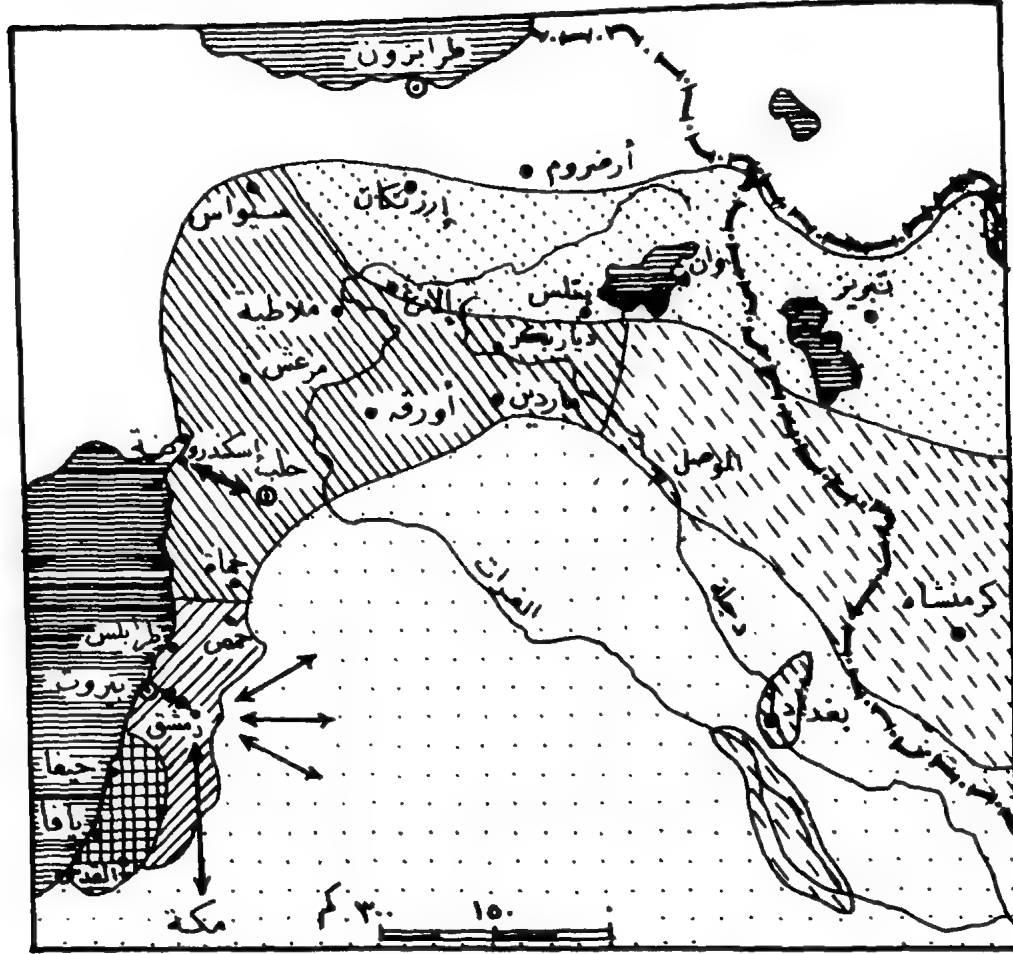 طرابزون
أرضروم
إرزنكان
سيواس
وان
تبريز
بتلس
ملاطية
دياربكر
مرعش
ماردين
أورفه
إسكندرونة
حلب
الموصل
حماة
الفرات
دجلة
كرمنشاه
حمص
طرابلس
بيروت
دمشق
بغداد
حيفا
يافا
القدس
مكة
٣٠٠ كم
١٥٠